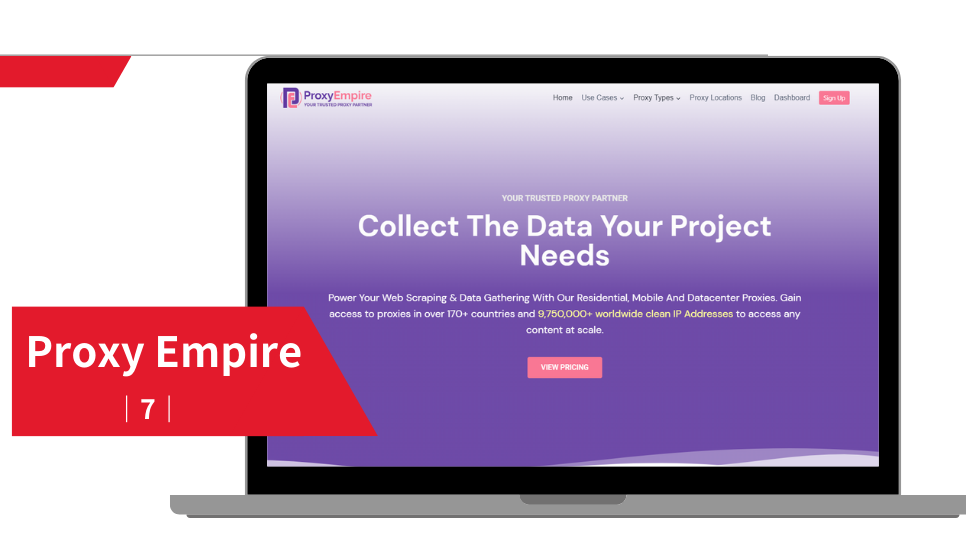 ProxyEmpire
YOUR TRUSTED PROXY PARTNER
Home Use Cases Proxy Types Proxy Locations Blog Dashboard Sign Up
YOUR TRUSTED PROXY PARTNER
Collect The Data Your Project
Needs
Power Your Web Scraping & Data Gathering With Our Residential, Mobile And Datacenter Proxies. Gain
access to proxies in over 170+ countries and 9,750,000+ worldwide clean IP Addresses to access any
content at scale.
VIEW PRICING
Proxy Empire
| 7 |